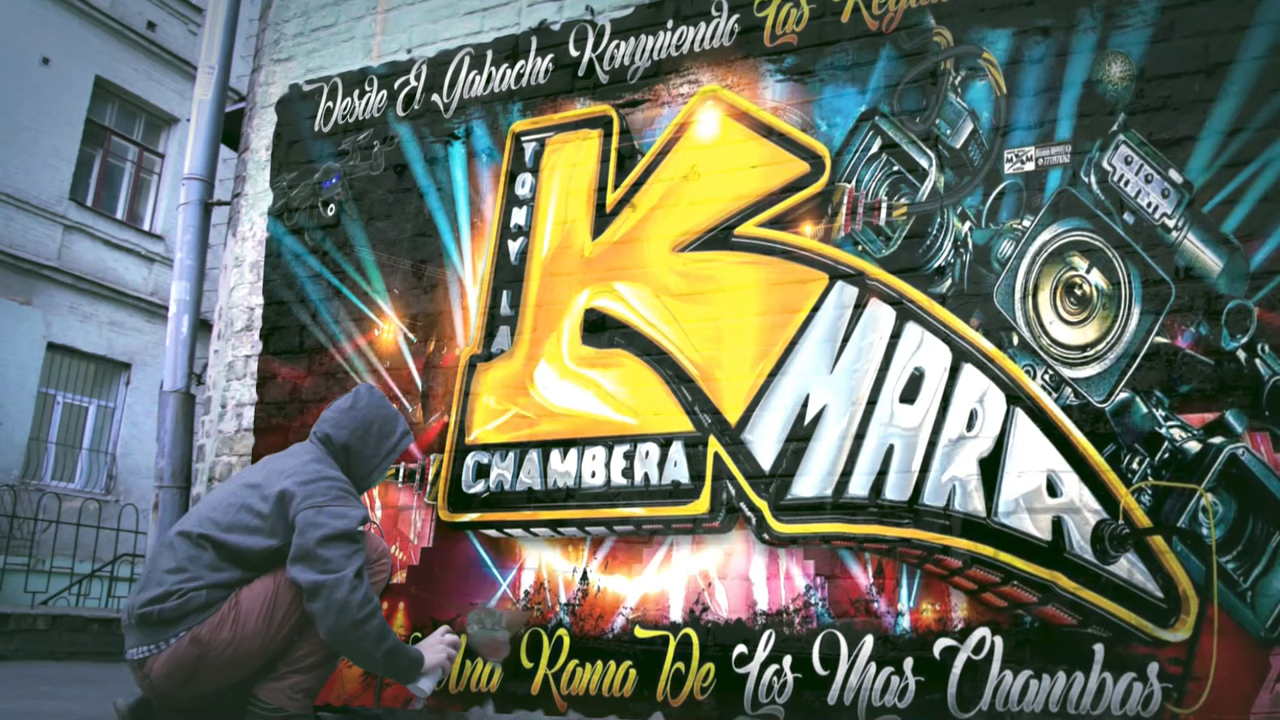 Desde El Gabacho Rompiendo Las
TONY LA
K
MARA
CHAMBERA
Una Rama De Los Mas Chambas